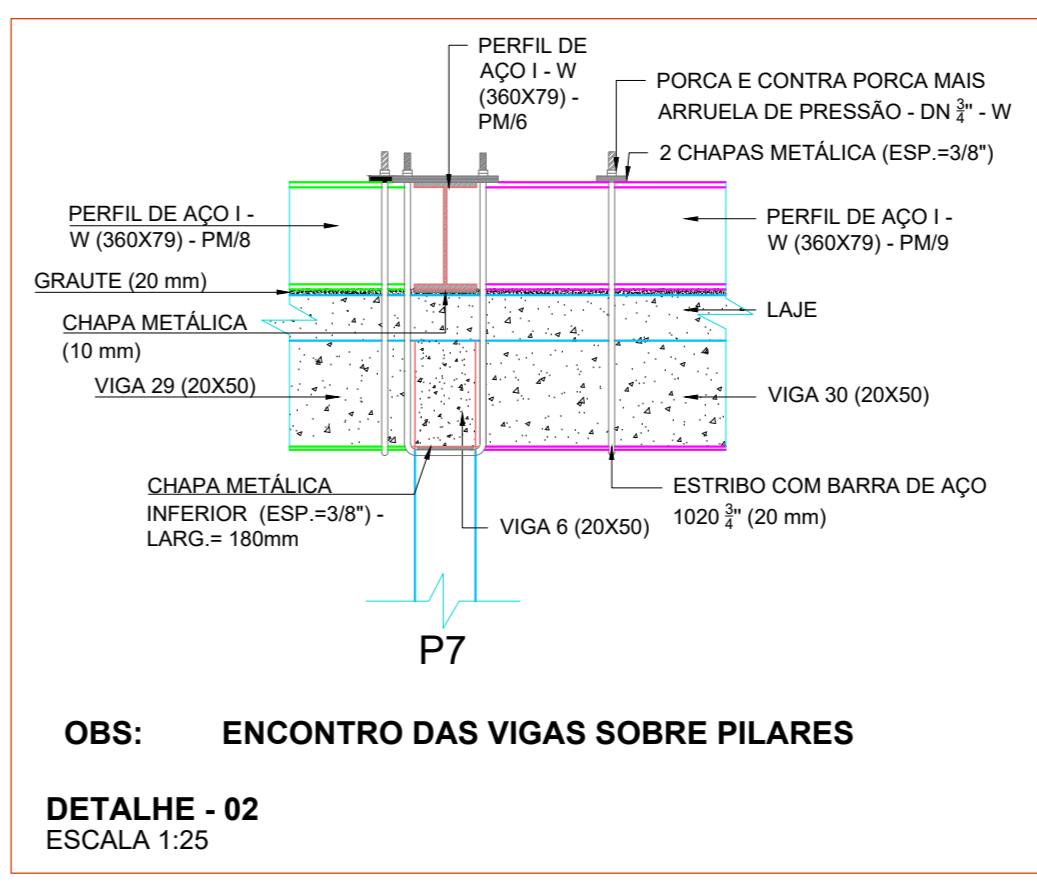 PERFIL DE
AÇO I - W
(360X79) -
PM/6
PORCA E CONTRA PORCA MAIS
ARRUELA DE PRESSÃO - DN 3/4" - W
2 CHAPAS METÁLICA (ESP.=3/8")
PERFIL DE AÇO I -
W (360X79) - PM/8
PERFIL DE AÇO I -
W (360X79) - PM/9
GRAUTE (20 mm)
LAJE
CHAPA METÁLICA
(10 mm)
VIGA 29 (20X50)
VIGA 30 (20X50)
CHAPA METÁLICA
INFERIOR (ESP.=3/8") -
LARG.= 180mm
VIGA 6 (20X50)
ESTRIBO COM BARRA DE AÇO
1020 3/4" (20 mm)
P7
OBS: ENCONTRO DAS VIGAS SOBRE PILARES
DETALHE - 02
ESCALA 1:25